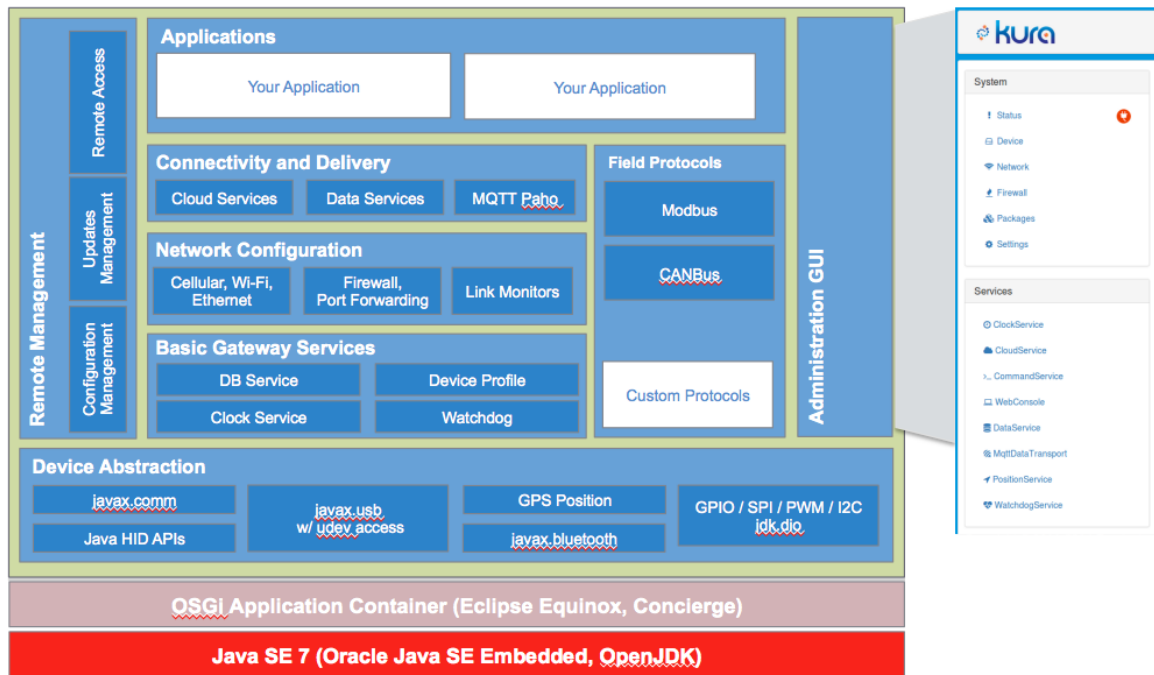 Applications
Your Application
Your Application
Remote Management
Remote Access
Updates
Management
Configuration
Management
Connectivity and Delivery
Cloud Services
Data Services
MQTT Paho
Network Configuration
Cellular, Wi-Fi,
Ethernet
Firewall,
Port Forwarding
Link Monitors
Basic Gateway Services
DB Service
Device Profile
Clock Service
Watchdog
Field Protocols
Modbus
CANBus
Custom Protocols
Administration GUI
Device Abstraction
javax.comm
Java HID APIs
javax.usb
w/ udev access
GPS Position
javax.bluetooth
GPIO / SPI / PWM / I2C
jdk.dio
OSGi Application Container (Eclipse Equinox, Concierge)
Java SE 7 (Oracle Java SE Embedded, OpenJDK)
kura
System
Status
Device
Network
Firewall
Packages
Settings
Services
ClockService
CloudService
CommandService
WebConsole
DataService
MqttDataTransport
PositionService
WatchdogService